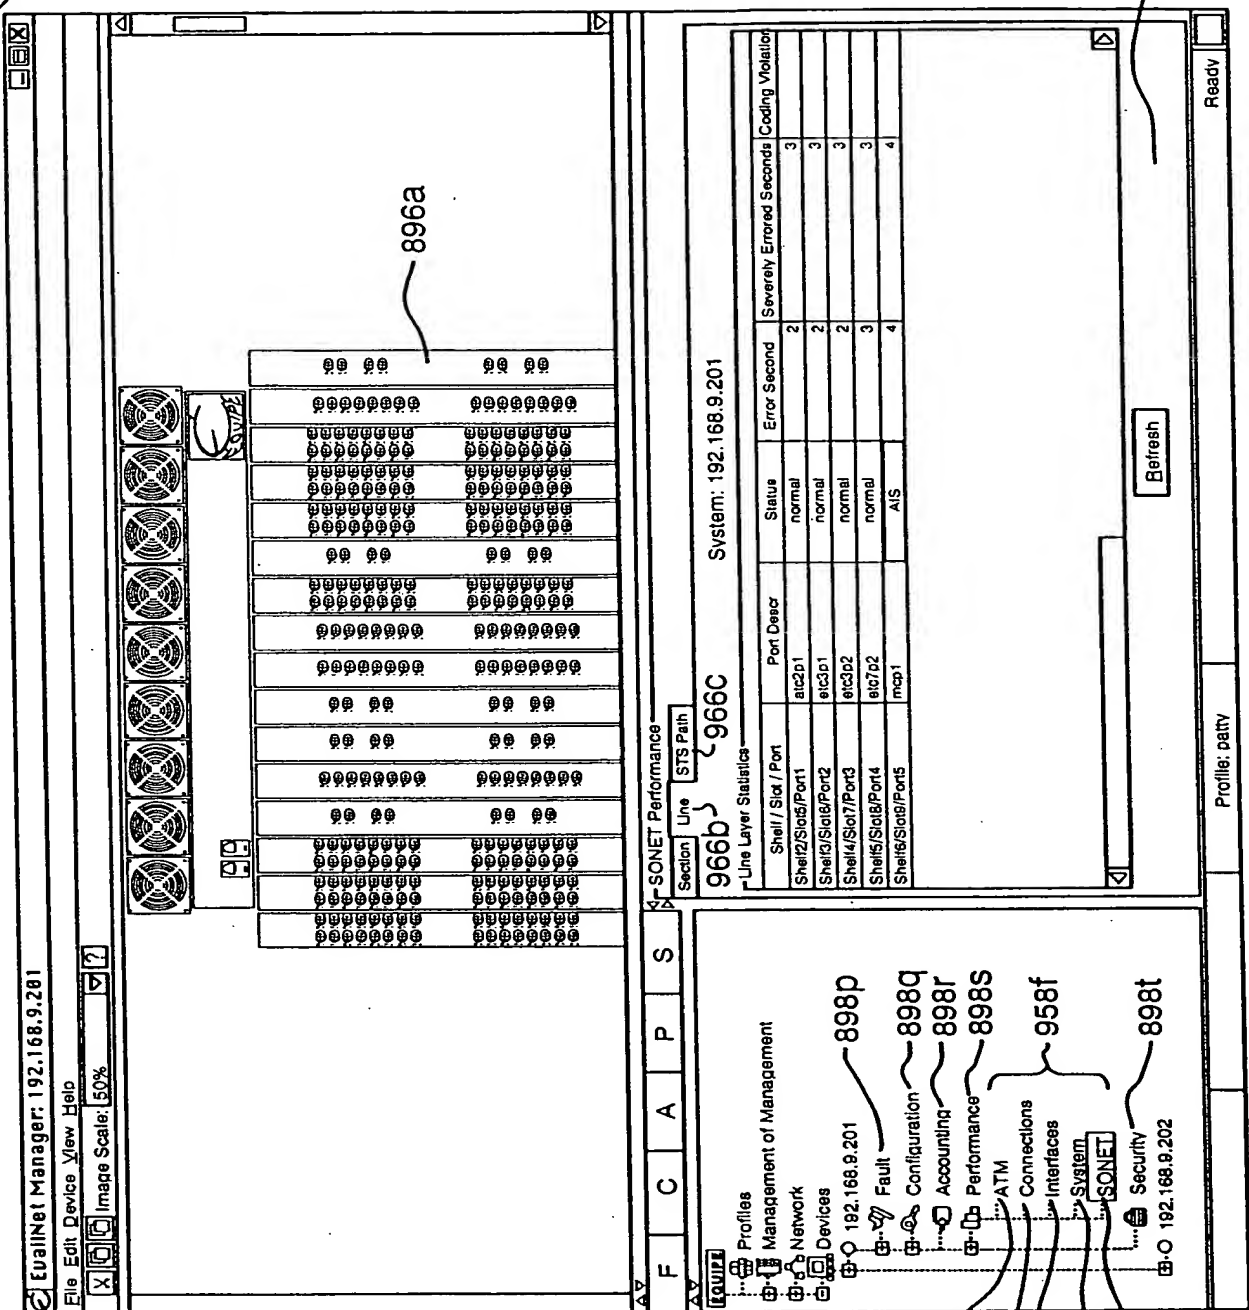 EuallNet Manager: 192.168.9.201
File Edit Device View Help
Image Scale: 50%
?
EQUIPE
896a
F C A P S
EQUIPE
Profiles
Management of Management
Network
Devices
192.168.9.201
Fault
898p
Configuration
898q
Accounting
898r
Performance
898s
ATM
Connections
Interfaces
System
SONET
958f
Security
898t
192.168.9.202
SONET Performance
Section Line STS Path
966b
966c
System: 192.168.9.201
Line Layer Statistics
Shelf / Slot / Port Port Descr Status Error Second Severely Errored Seconds Coding Violation
Shelf2/Slot5/Port1 atc2p1 normal 2 3
Shelf3/Slot6/Port2 etc3p1 normal 2 3
Shelf4/Slot7/Port3 etc3p2 normal 2 3
Shelf5/Slot8/Port4 etc7p2 normal 3 3
Shelf6/Slot9/Port5 mcp1 AIS 4 4
Refresh
Profile: patty
Ready